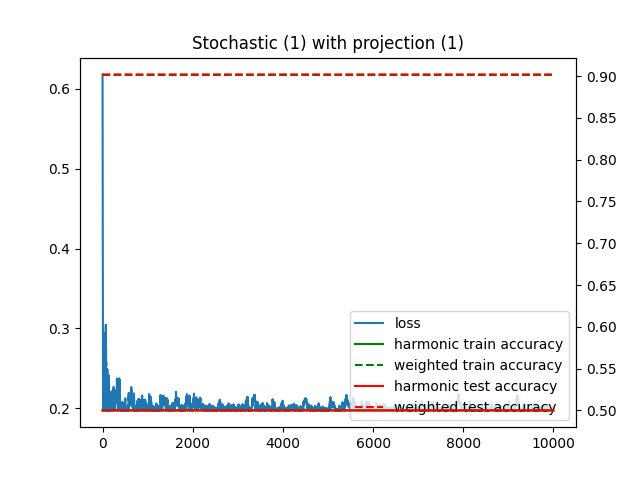 Stochastic (1) with projection (1)
0.6
0.5
0.4
0.3
0.2
0.90
0.85
0.80
0.75
0.70
0.65
0.60
0.55
0.50
loss
harmonic train accuracy
weighted train accuracy
harmonic test accuracy
weighted test accuracy
0 2000 4000 6000 8000 10000